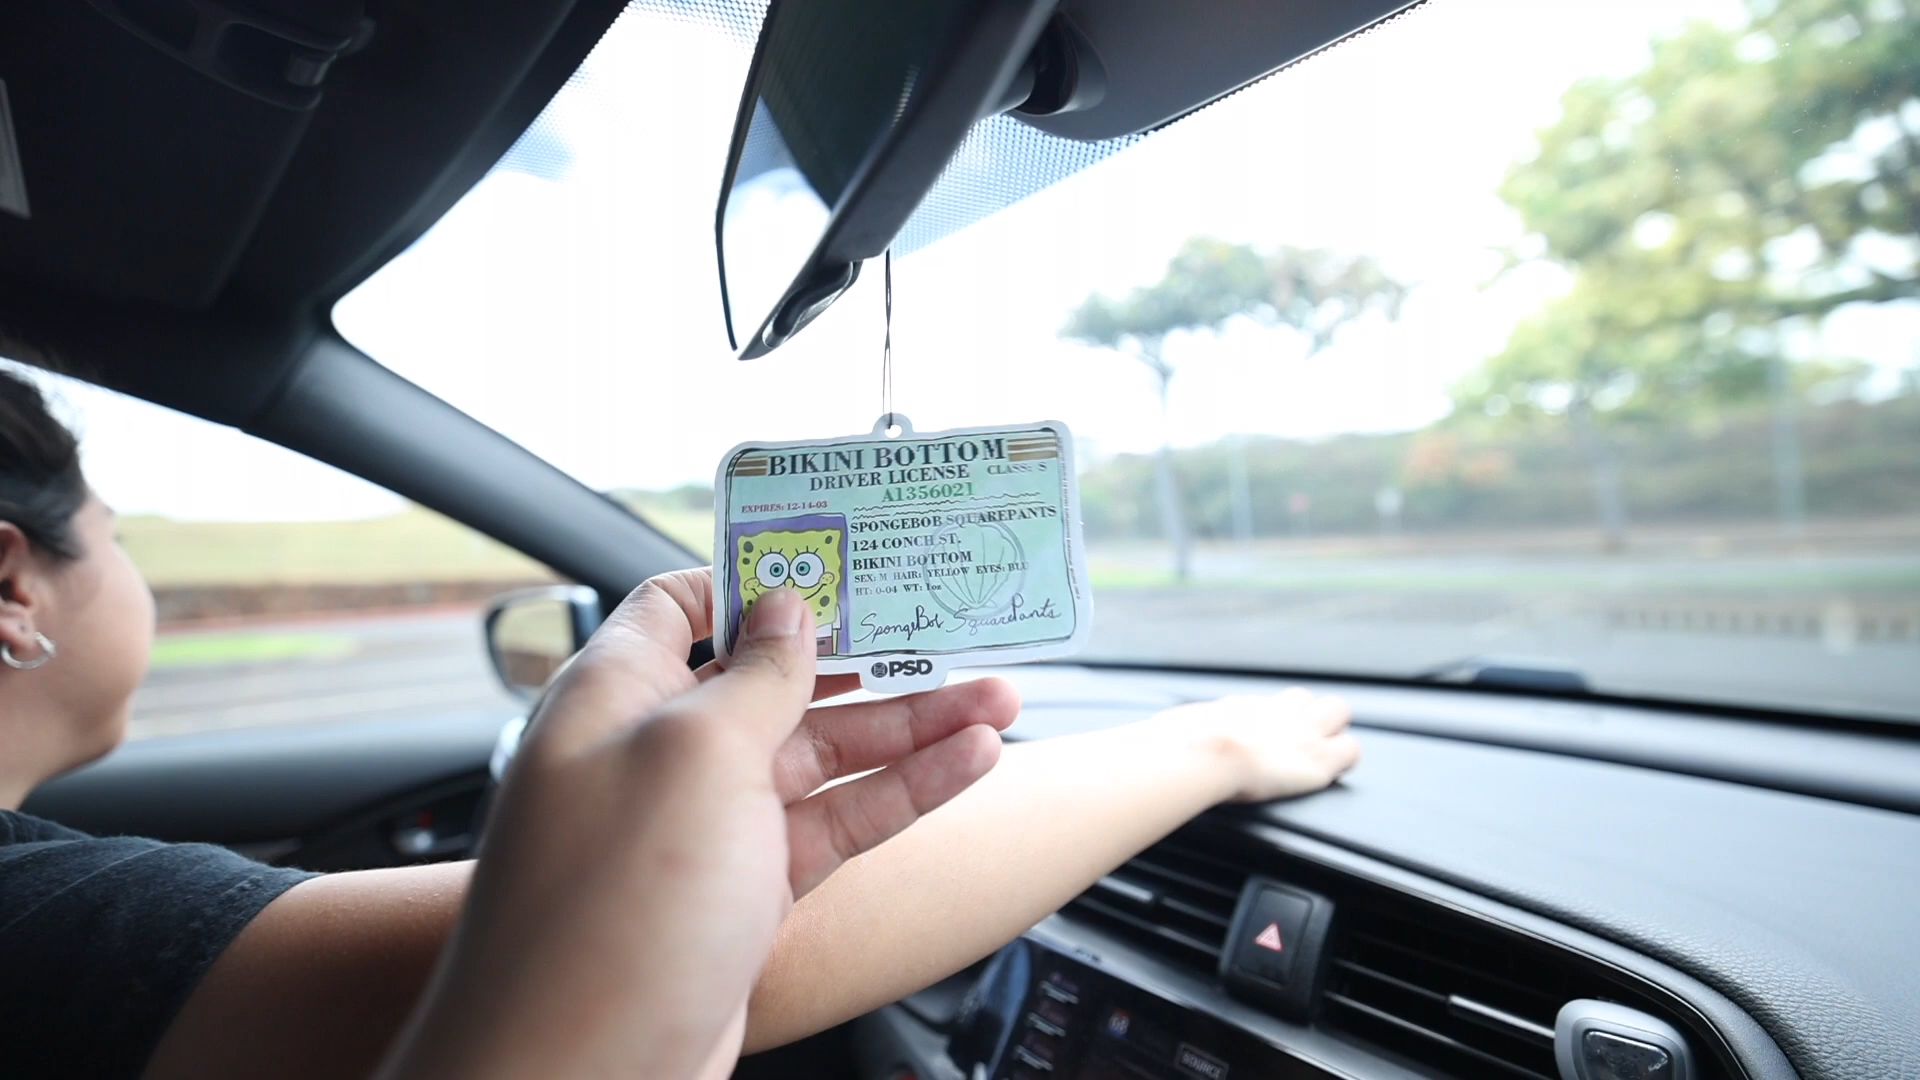 BIKINI BOTTOM
DRIVER LICENSE CLASS: S
A1356021
EXPIRES: 12-14-03
SPONGEBOB SQUAREPANTS
124 CONCH ST.
BIKINI BOTTOM
SEX: M HAIR: YELLOW EYES: BLU
HT: 0-04 WT: 1oz
SpongeBob SquarePants
PSD
SOURCE